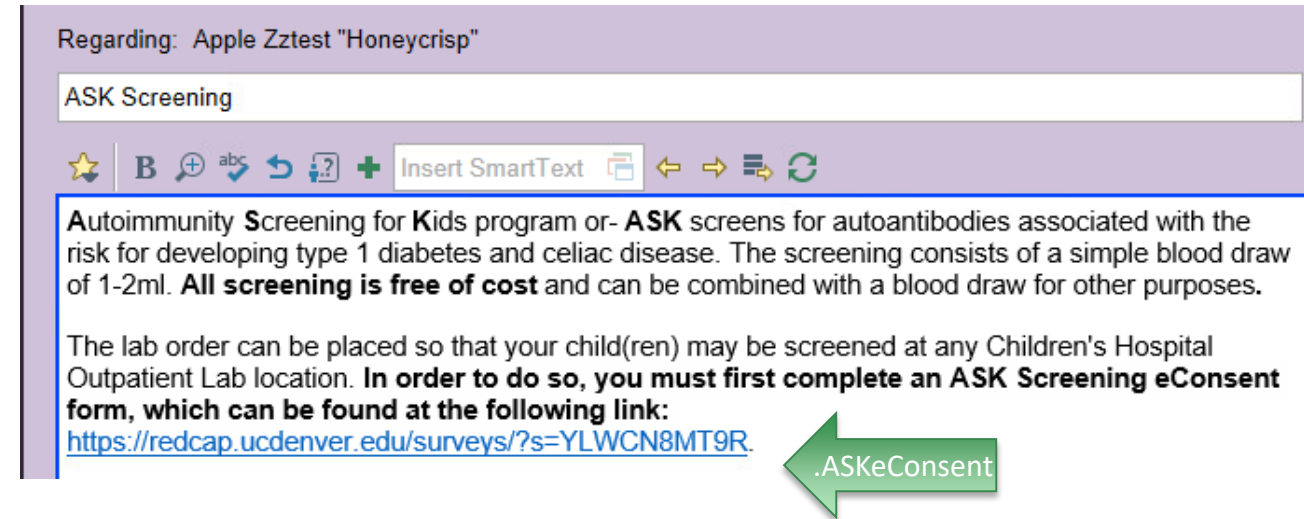 Regarding:  Apple Zztest "Honeycrisp"
ASK Screening
B abc Insert SmartText
Autoimmunity Screening for Kids program or- ASK screens for autoantibodies associated with the
risk for developing type 1 diabetes and celiac disease. The screening consists of a simple blood draw
of 1-2ml. All screening is free of cost and can be combined with a blood draw for other purposes.
The lab order can be placed so that your child(ren) may be screened at any Children's Hospital
Outpatient Lab location. In order to do so, you must first complete an ASK Screening eConsent
form, which can be found at the following link:
https://redcap.ucdenver.edu/surveys/?s=YLWCN8MT9R.
.ASKeConsent